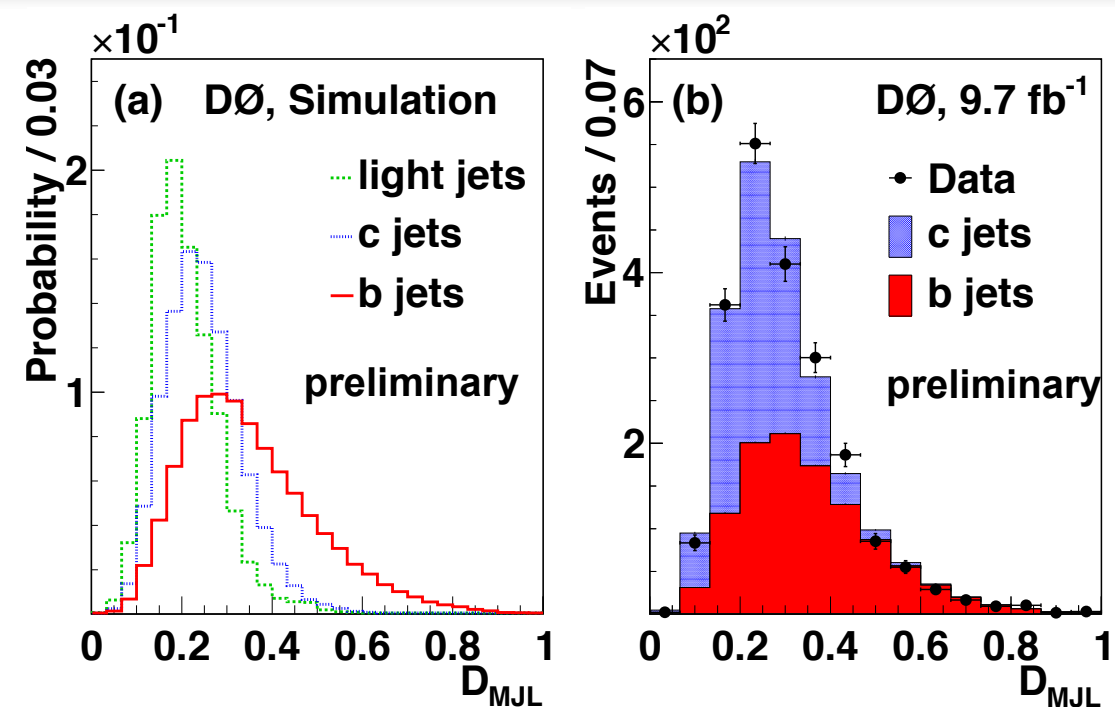 ×10⁻¹
(a) DØ, Simulation
Probability / 0.03
2
1
light jets
c jets
b jets
preliminary
0 0.2 0.4 0.6 0.8 1
D_MJL
×10²
(b) DØ, 9.7 fb⁻¹
Events / 0.07
6
4
2
Data
c jets
b jets
preliminary
0 0.2 0.4 0.6 0.8 1
D_MJL